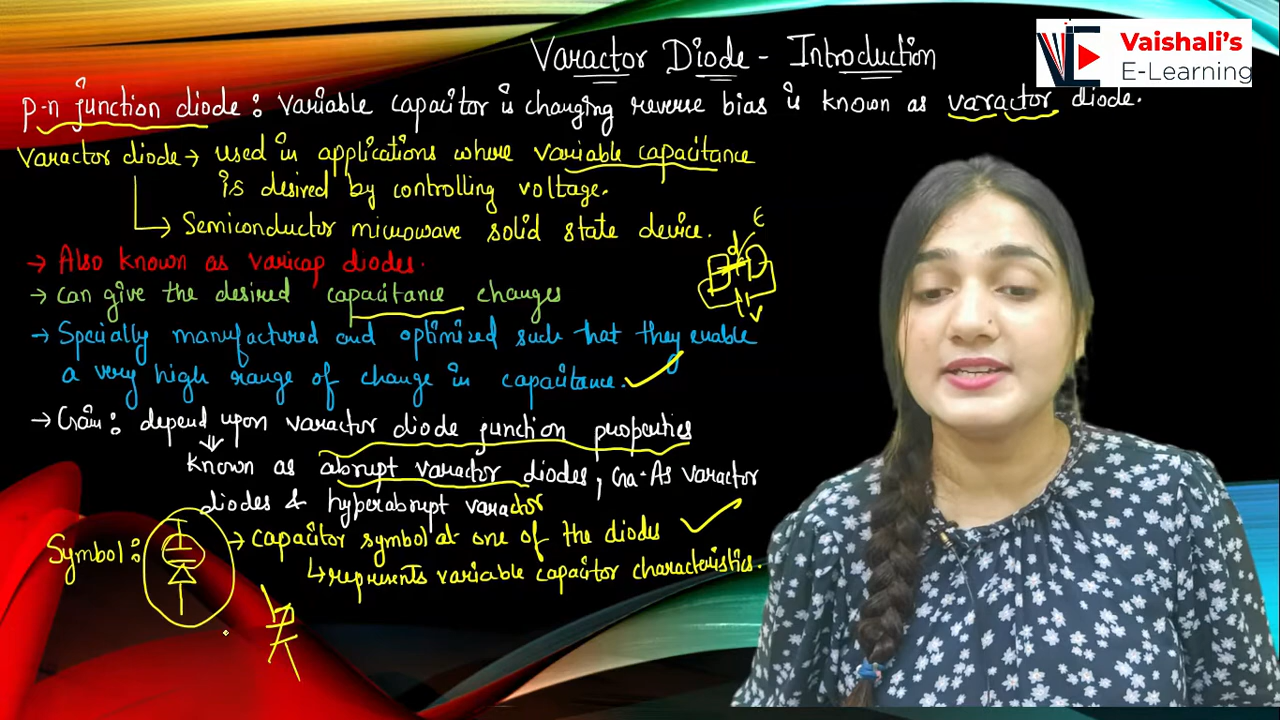 Varactor Diode - Introduction
Vaishali's
E-Learning
p-n junction diode: variable capacitor is changing reverse bias is known as varactor diode.
Varactor diode → used in applications where variable capacitance
is desired by controlling voltage.
→ Semiconductor microwave solid state device.
→ Also known as varicap diodes.
→ can give the desired capacitance changes
→ Specially manufactured and optimized such that they enable
a very high range of change in capacitance.
→ Gain: depend upon varactor diode junction properties
known as abrupt varactor diodes, Ga-As varactor
diodes & hyperabrupt varactor
Symbol: → capacitor symbol at one of the diodes
↳ represents variable capacitor characteristics.
d
ε
V